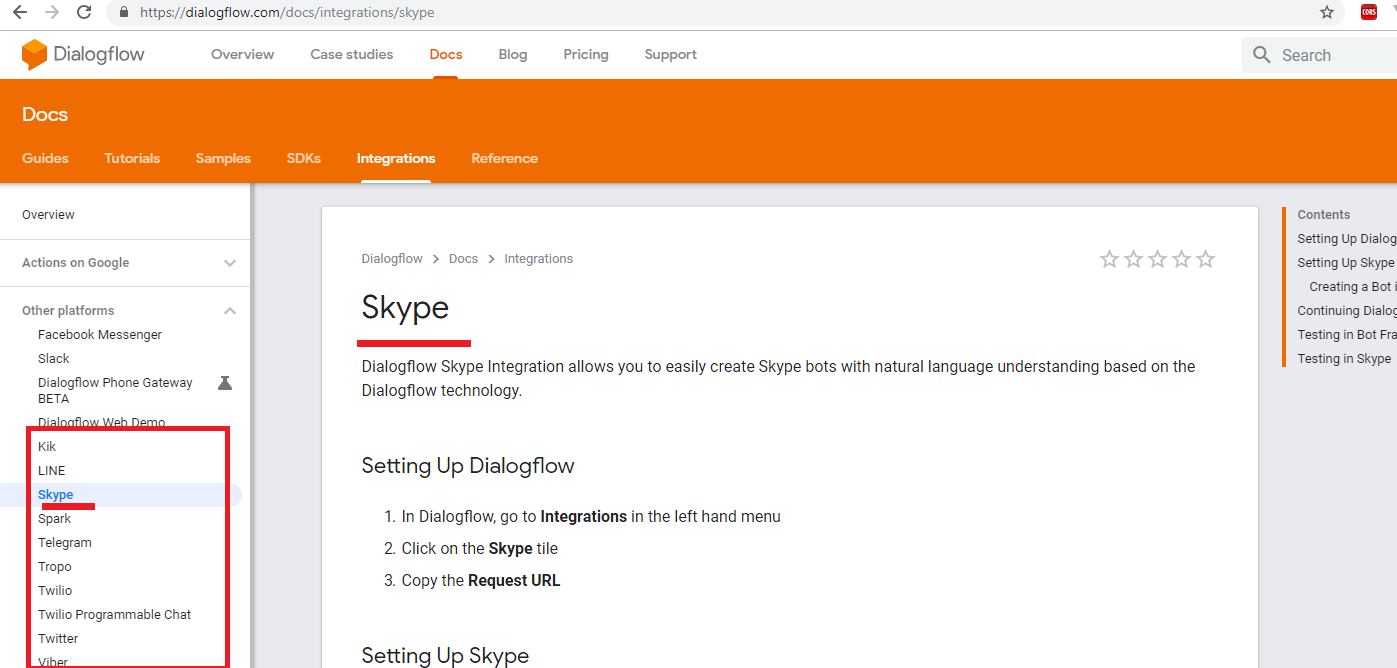 https://dialogflow.com/docs/integrations/skype
CORS
Dialogflow
Overview
Case studies
Docs
Blog
Pricing
Support
Search
Docs
Guides
Tutorials
Samples
SDKs
Integrations
Reference
Overview
Actions on Google
Other platforms
Facebook Messenger
Slack
Dialogflow Phone Gateway
BETA
Dialogflow Web Demo
Kik
LINE
Skype
Spark
Telegram
Tropo
Twilio
Twilio Programmable Chat
Twitter
Viber
Dialogflow > Docs > Integrations
Skype
Dialogflow Skype Integration allows you to easily create Skype bots with natural language understanding based on the
Dialogflow technology.
Setting Up Dialogflow
1. In Dialogflow, go to Integrations in the left hand menu
2. Click on the Skype tile
3. Copy the Request URL
Setting Up Skype
Contents
Setting Up Dialog
Setting Up Skype
Creating a Bot i
Continuing Dialog
Testing in Bot Fra
Testing in Skype